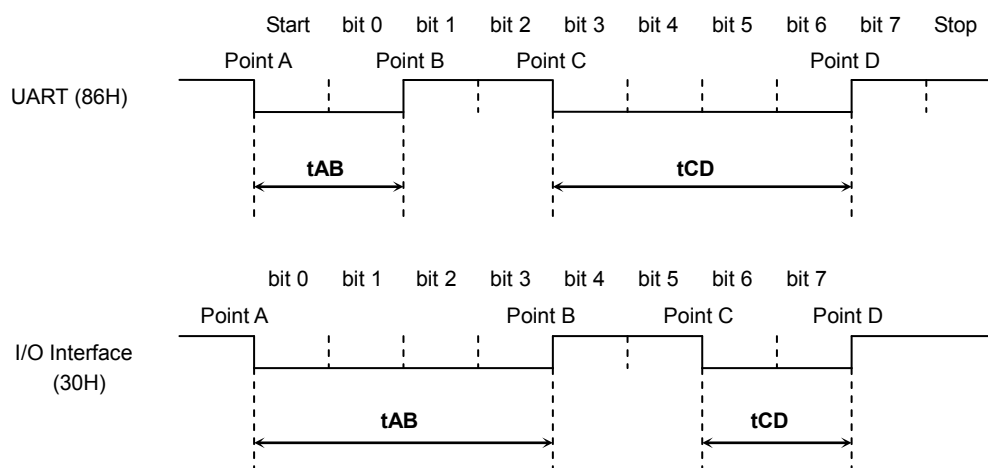 Start bit 0 bit 1 bit 2 bit 3 bit 4 bit 5 bit 6 bit 7 Stop
Point A Point B Point C Point D
UART (86H)
tAB tCD
bit 0 bit 1 bit 2 bit 3 bit 4 bit 5 bit 6 bit 7
Point A Point B Point C Point D
I/O Interface
(30H)
tAB tCD